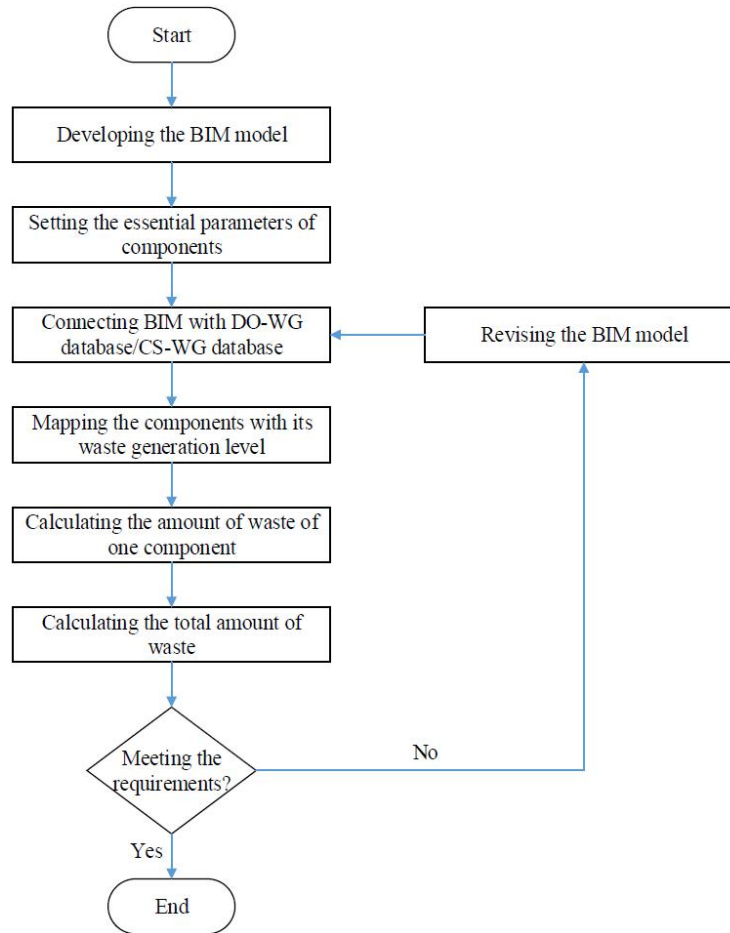 Start
Developing the BIM model
Setting the essential parameters of
components
Connecting BIM with DO-WG
database/CS-WG database
Revising the BIM model
Mapping the components with its
waste generation level
Calculating the amount of waste of
one component
Calculating the total amount of
waste
Meeting the
requirements?
No
Yes
End